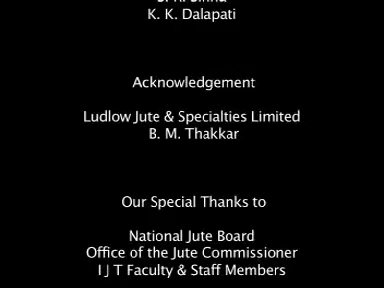 K. K. Dalapati
Acknowledgement
Ludlow Jute & Specialties Limited
B. M. Thakkar
Our Special Thanks to
National Jute Board
Office of the Jute Commissioner
I J T Faculty & Staff Members